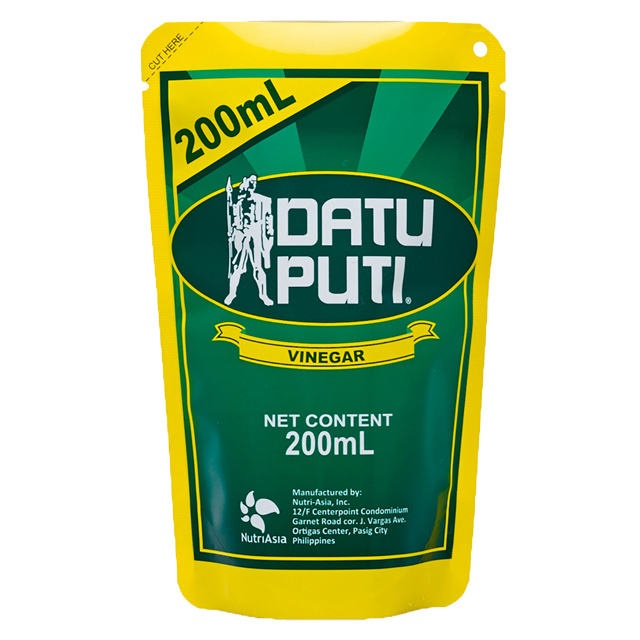 CUT HERE
200mL
DATU
PUTI®
VINEGAR
NET CONTENT
200mL
NutriAsia
Manufactured by:
Nutri-Asia, Inc.
12/F Centerpoint Condominium
Garnet Road cor. J. Vargas Ave.
Ortigas Center, Pasig City
Philippines